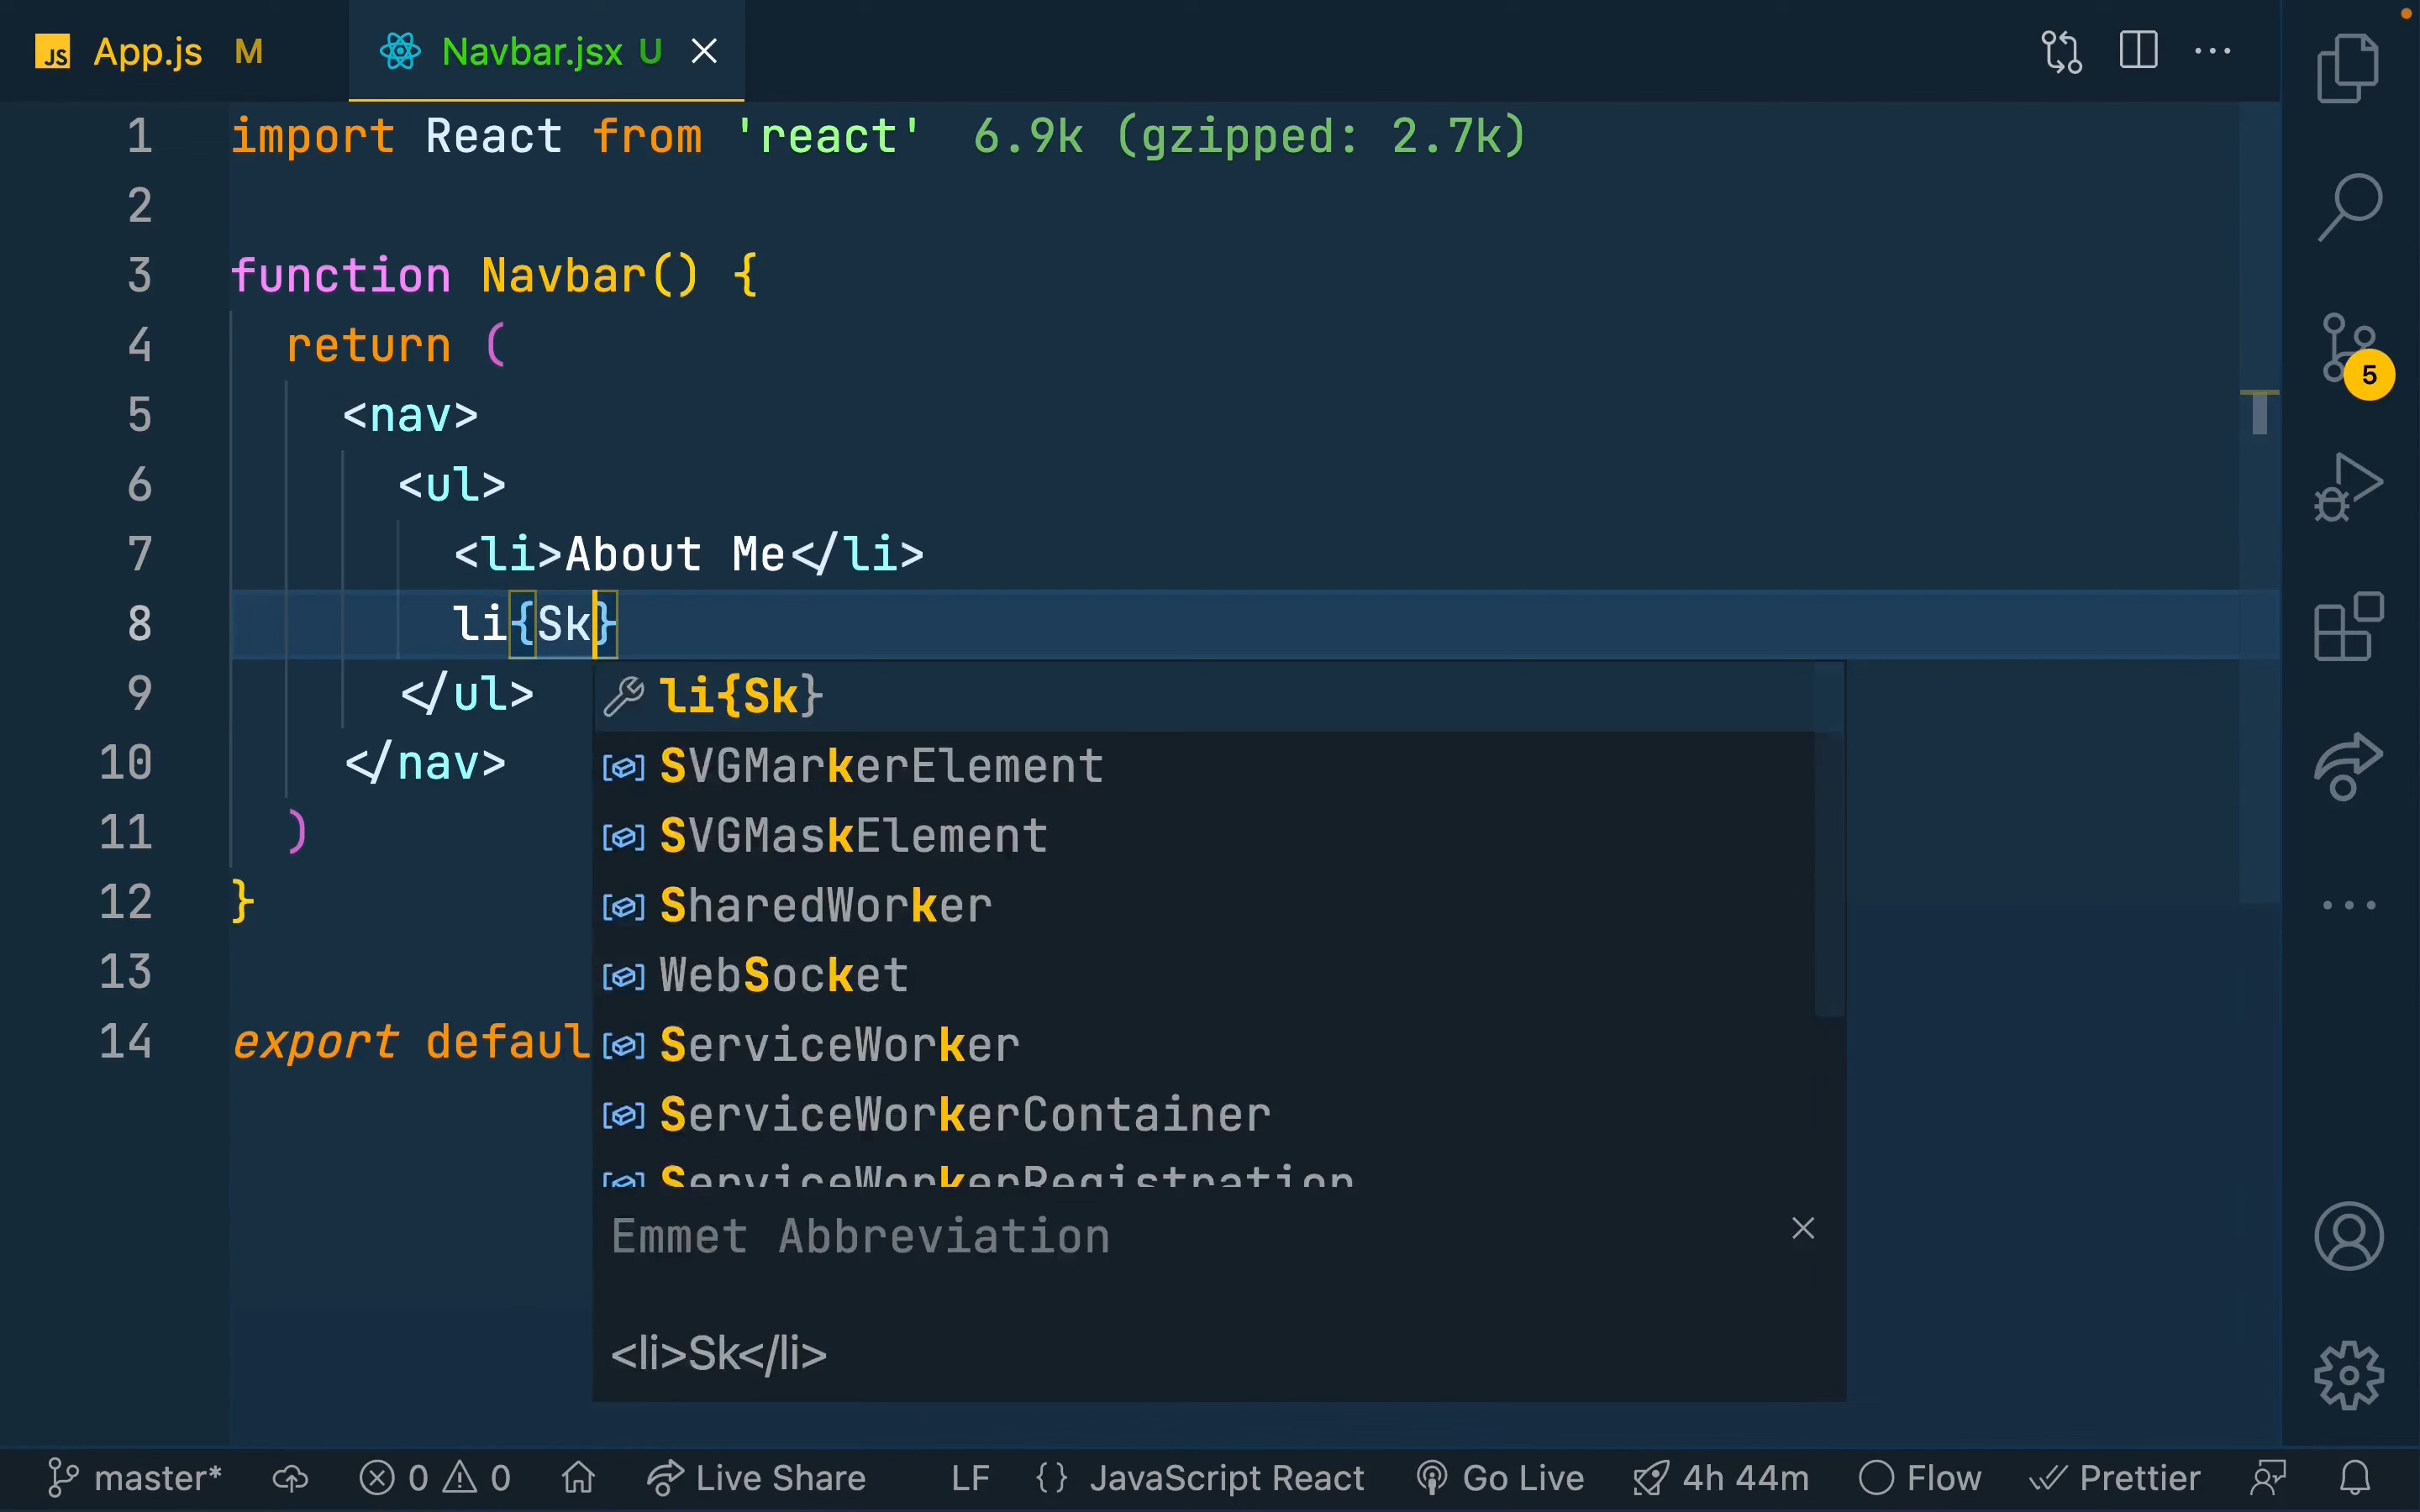 App.js M Navbar.jsx U
1 import React from 'react' 6.9k (gzipped: 2.7k)
2
3 function Navbar() {
4 return (
5 <nav>
6 <ul>
7 <li>About Me</li>
8 li{Sk}
9 </ul>
10 </nav>
11 )
12 }
13
14 export defaul
li{Sk}
SVGMarkerElement
SVGMaskElement
SharedWorker
WebSocket
ServiceWorker
ServiceWorkerContainer
ServiceWorkerRegistration
Emmet Abbreviation
<li>Sk</li>
5
master* 0 0 Live Share LF {} JavaScript React Go Live 4h 44m Flow Prettier